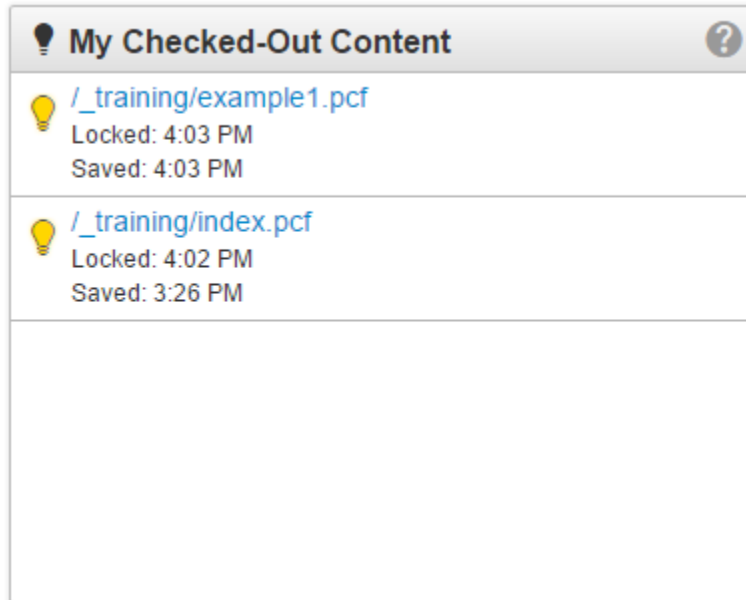 My Checked-Out Content ?
/_training/example1.pcf
Locked: 4:03 PM
Saved: 4:03 PM
/_training/index.pcf
Locked: 4:02 PM
Saved: 3:26 PM